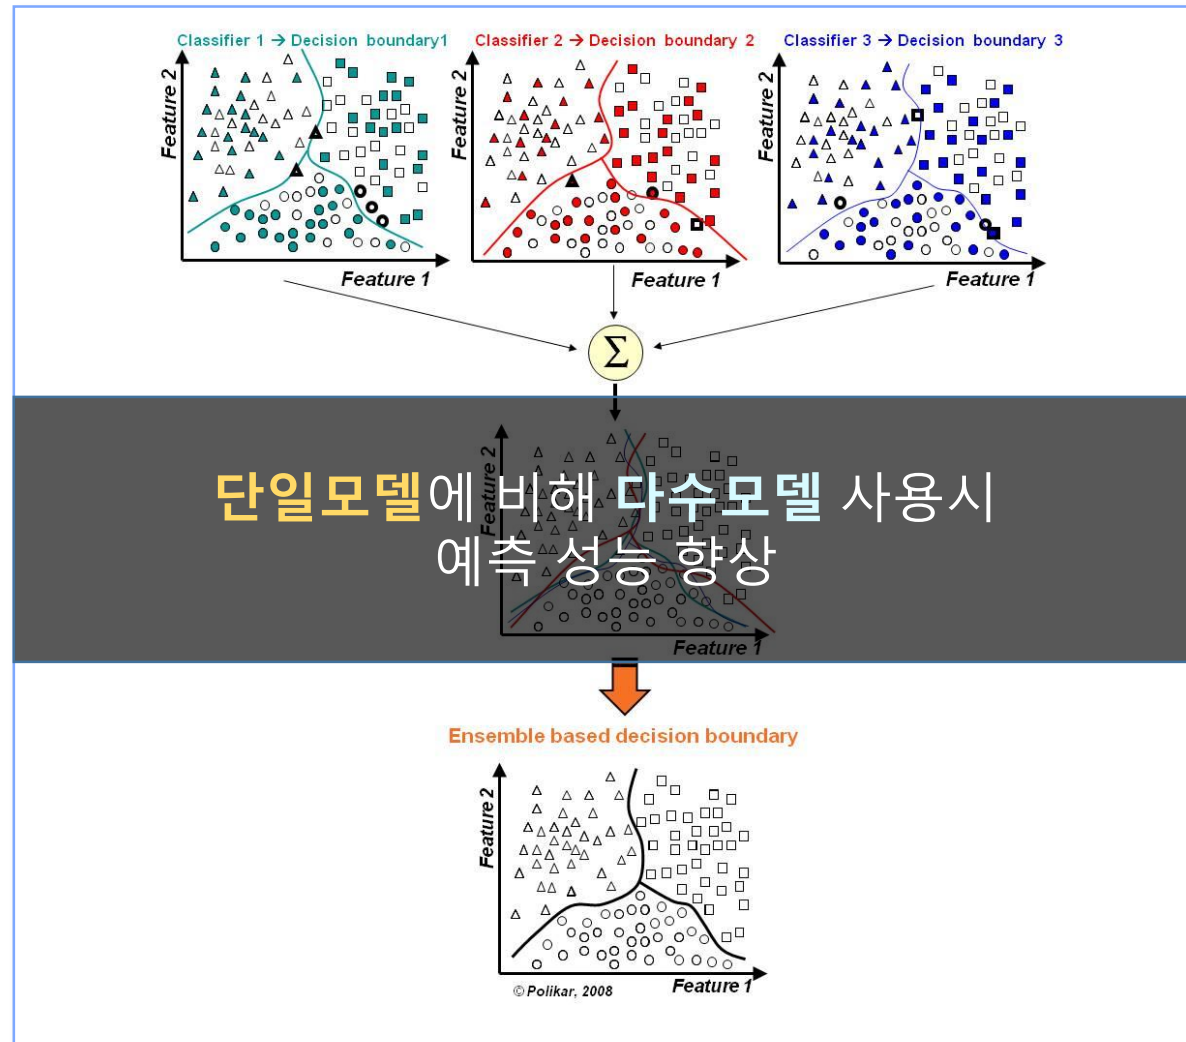 Classifier 1 → Decision boundary1
Classifier 2 → Decision boundary 2
Classifier 3 → Decision boundary 3
Feature 2
Feature 2
Feature 2
Feature 1
Feature 1
Feature 1
Σ
Feature 2
단일모델에 비해 다수모델 사용시
예측 성능 향상
Feature 1
Ensemble based decision boundary
Feature 2
Feature 1
© Polikar, 2008